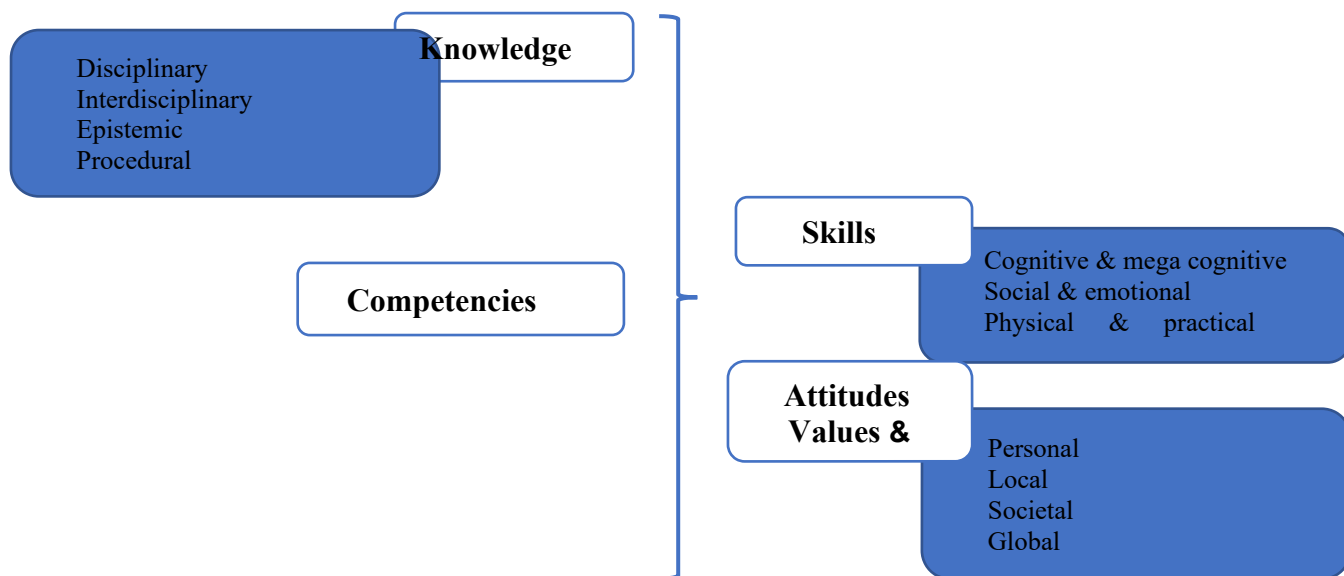 Knowledge
Disciplinary
Interdisciplinary
Epistemic
Procedural
Competencies
Skills
Cognitive & mega cognitive
Social & emotional
Physical & practical
Attitudes
Values &
Personal
Local
Societal
Global